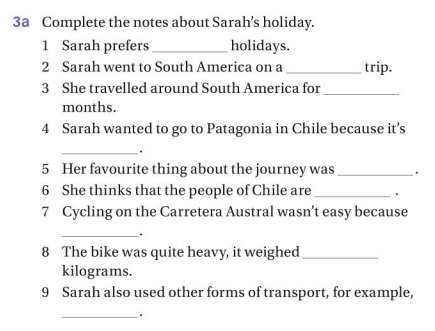 3a Complete the notes about Sarah's holiday.
1 Sarah prefers __________ holidays.
2 Sarah went to South America on a __________ trip.
3 She travelled around South America for __________
months.
4 Sarah wanted to go to Patagonia in Chile because it's
__________ .
5 Her favourite thing about the journey was __________ .
6 She thinks that the people of Chile are __________ .
7 Cycling on the Carretera Austral wasn't easy because
__________ .
8 The bike was quite heavy, it weighed __________
kilograms.
9 Sarah also used other forms of transport, for example,
__________ .